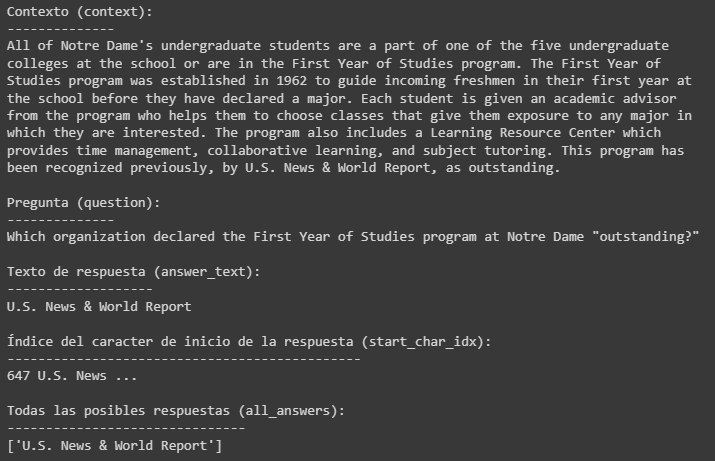 Contexto (context):
--------------
All of Notre Dame's undergraduate students are a part of one of the five undergraduate
colleges at the school or are in the First Year of Studies program. The First Year of
Studies program was established in 1962 to guide incoming freshmen in their first year at
the school before they have declared a major. Each student is given an academic advisor
from the program who helps them to choose classes that give them exposure to any major in
which they are interested. The program also includes a Learning Resource Center which
provides time management, collaborative learning, and subject tutoring. This program has
been recognized previously, by U.S. News & World Report, as outstanding.

Pregunta (question):
--------------
Which organization declared the First Year of Studies program at Notre Dame "outstanding?"

Texto de respuesta (answer_text):
-------------------
U.S. News & World Report

Índice del caracter de inicio de la respuesta (start_char_idx):
----------------------------------------------
647 U.S. News ...

Todas las posibles respuestas (all_answers):
-------------------------------
['U.S. News & World Report']